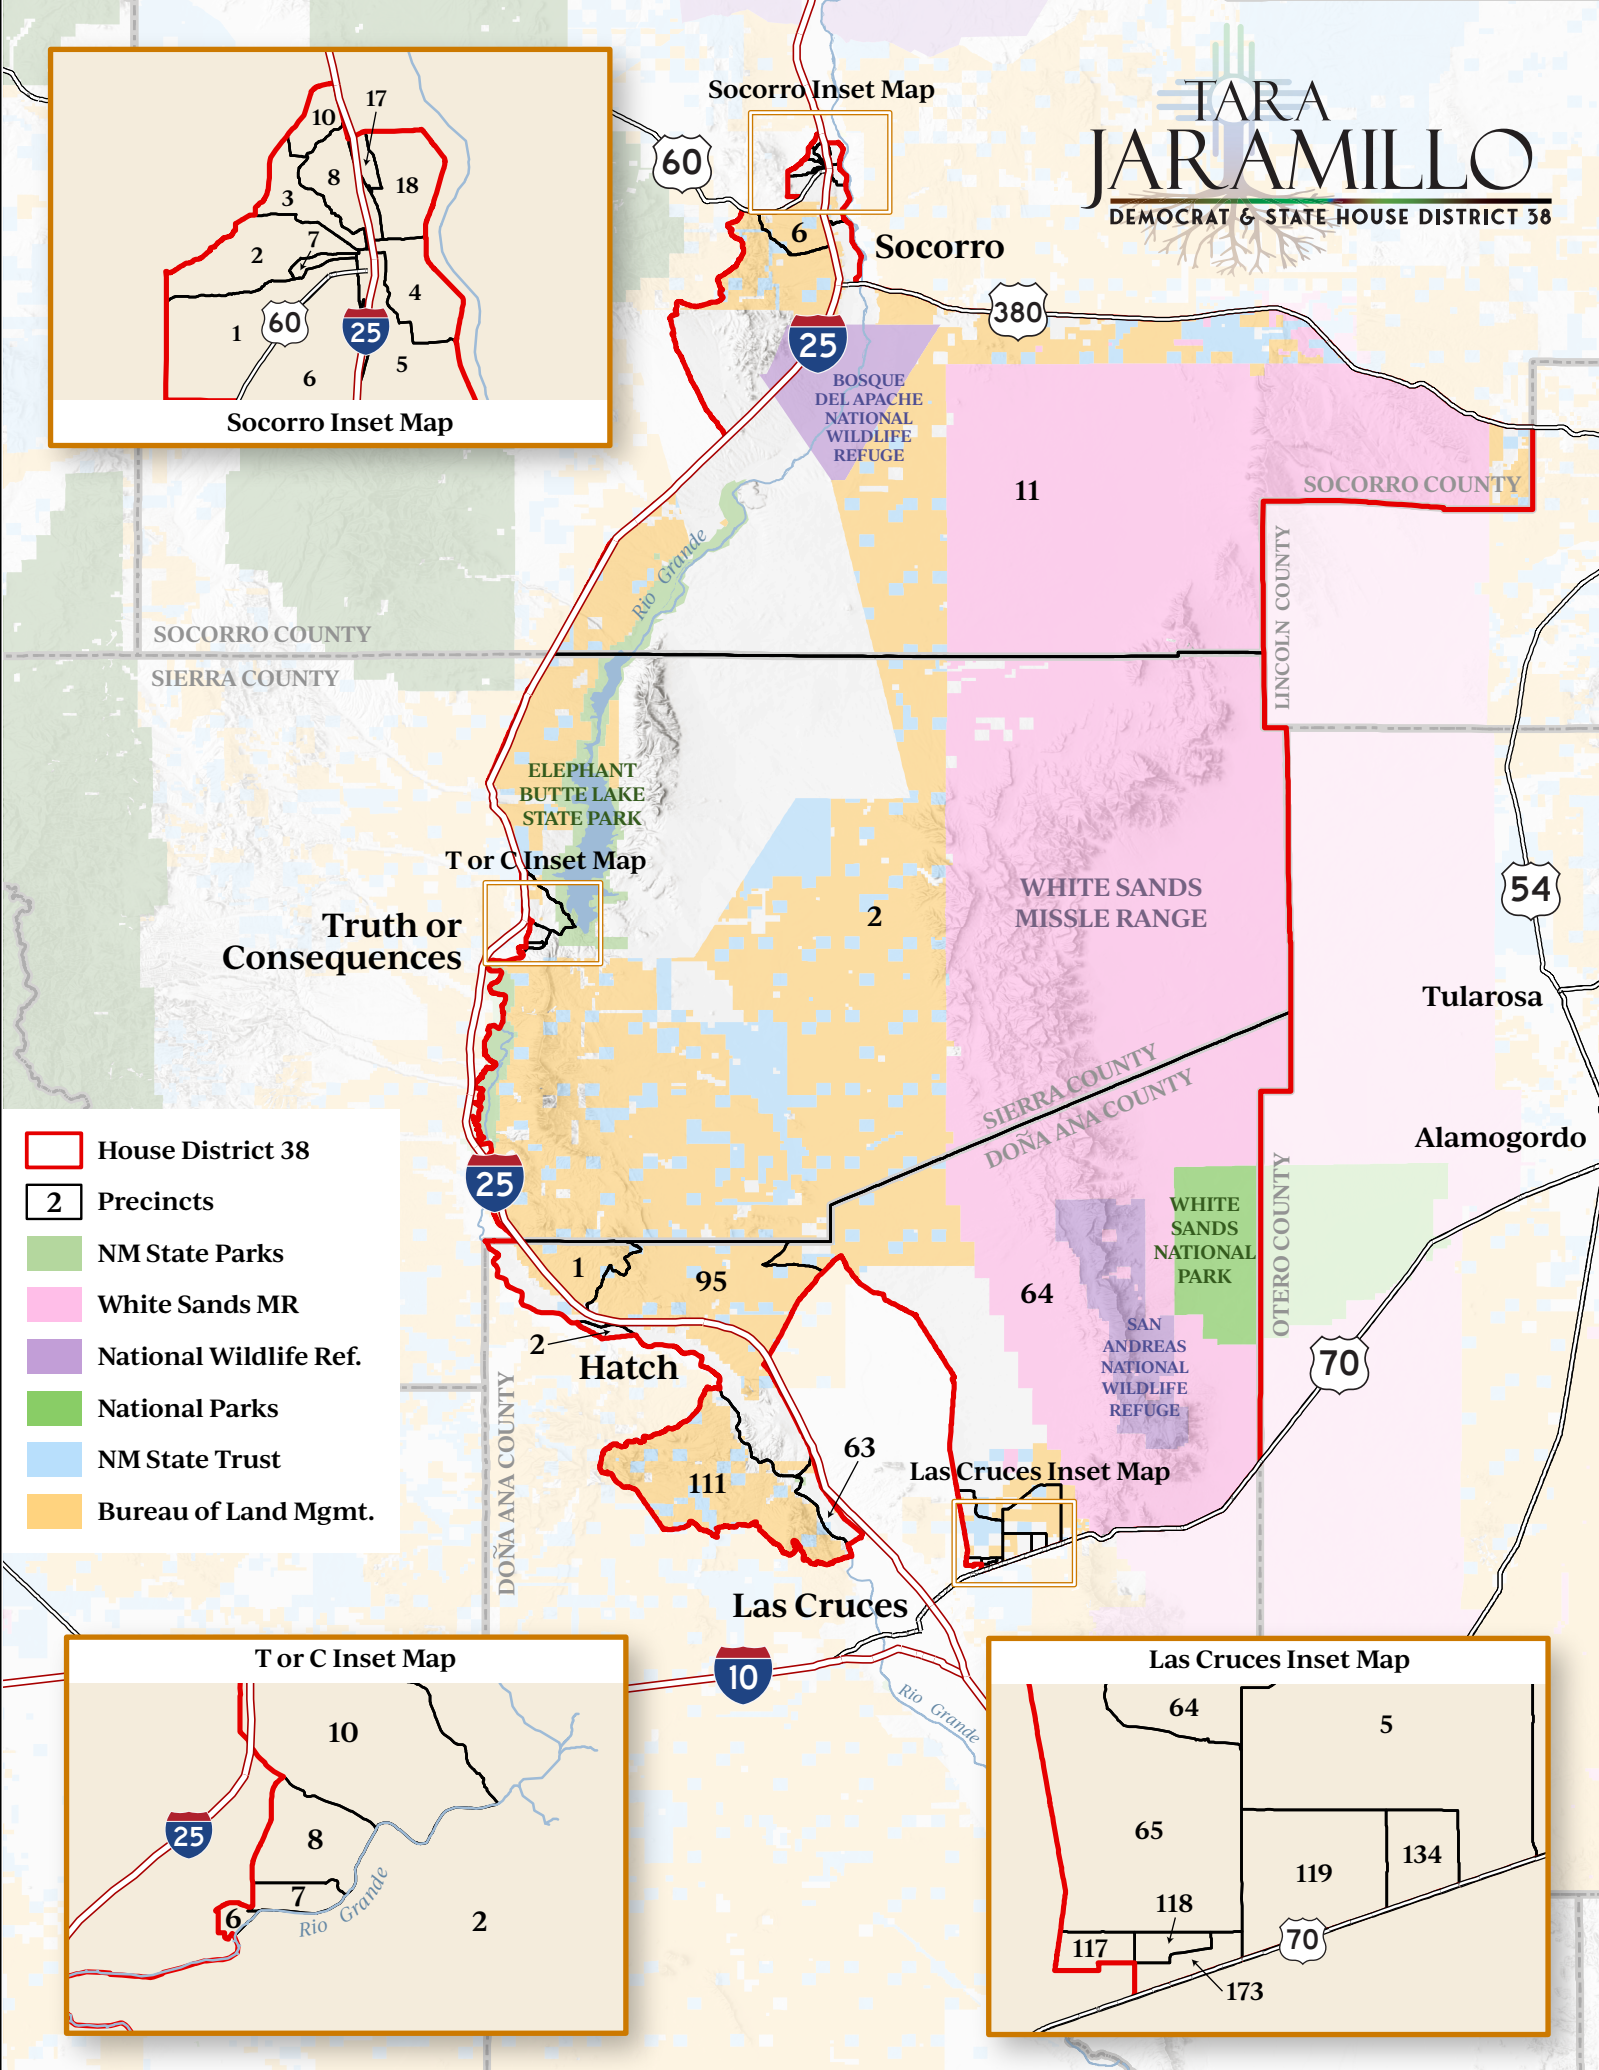 TARA
JARAMILLO
DEMOCRAT & STATE HOUSE DISTRICT 38
Socorro Inset Map
10
17
8
18
3
2
7
4
1
60
25
5
6
Socorro Inset Map
60
6
Socorro
380
25
BOSQUE
DEL APACHE
NATIONAL
WILDLIFE
REFUGE
11
SOCORRO COUNTY
LINCOLN COUNTY
Rio Grande
SOCORRO COUNTY
SIERRA COUNTY
ELEPHANT
BUTTE LAKE
STATE PARK
T or C Inset Map
Truth or
Consequences
2
WHITE SANDS
MISSLE RANGE
54
Tularosa
SIERRA COUNTY
DOÑA ANA COUNTY
Alamogordo
House District 38
2
Precincts
NM State Parks
White Sands MR
National Wildlife Ref.
National Parks
NM State Trust
Bureau of Land Mgmt.
25
WHITE
SANDS
NATIONAL
PARK
OTERO COUNTY
1
95
64
2
Hatch
SAN
ANDREAS
NATIONAL
WILDLIFE
REFUGE
70
DOÑA ANA COUNTY
63
111
Las Cruces Inset Map
Las Cruces
10
Rio Grande
T or C Inset Map
10
25
8
7
6
Rio Grande
2
Las Cruces Inset Map
64
5
65
134
119
118
117
70
173